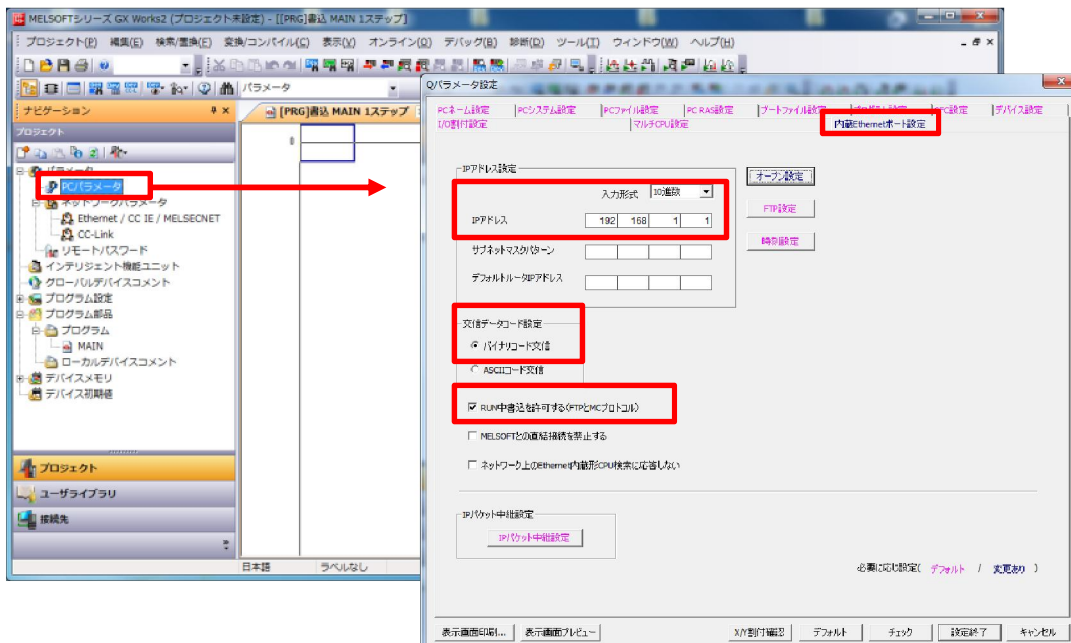 MELSOFTシリーズ GX Works2 (プロジェクト未設定) - [[PRG]書込 MAIN 1ステップ]
プロジェクト(P) 編集(E) 検索/置換(F) 変換/コンパイル(C) 表示(V) オンライン(O) デバッグ(B) 診断(D) ツール(T) ウィンドウ(W) ヘルプ(H)
パラメータ
ナビゲーション
[PRG]書込 MAIN 1ステップ
プロジェクト
0
パラメータ
PCパラメータ
ネットワークパラメータ
Ethernet / CC IE / MELSECNET
CC-Link
リモートパスワード
インテリジェント機能ユニット
グローバルデバイスコメント
プログラム設定
プログラム部品
プログラム
MAIN
ローカルデバイスコメント
デバイスメモリ
デバイス初期値
プロジェクト
ユーザライブラリ
接続先
日本語 ラベルなし
Qパラメータ設定
PCネーム設定 PCシステム設定 PCファイル設定 PC RAS設定 ブートファイル設定 デバイス設定
I/O割付設定 マルチCPU設定 内蔵Ethernetポート設定
IPアドレス設定
入力形式 10進数
IPアドレス 192 168 1 1
サブネットマスクパターン
デフォルトルータIPアドレス
オープン設定
FTP設定
時刻設定
交信データコード設定
バイナリコード交信
ASCIIコード交信
RUN中書込を許可する(FTPとMCプロトコル)
MELSOFTとの直結接続を禁止する
ネットワーク上のEthernet内蔵形CPU検索に応答しない
IPパケット中継設定
IPパケット中継設定
必要に応じ設定( デフォルト / 変更あり )
表示画面印刷... 表示画面プレビュー X/Y割付確認 デフォルト チェック 設定終了 キャンセル